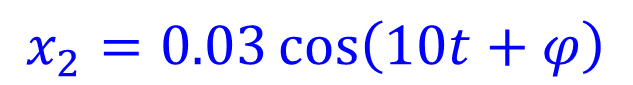 x₂ = 0.03 cos(10t + φ)